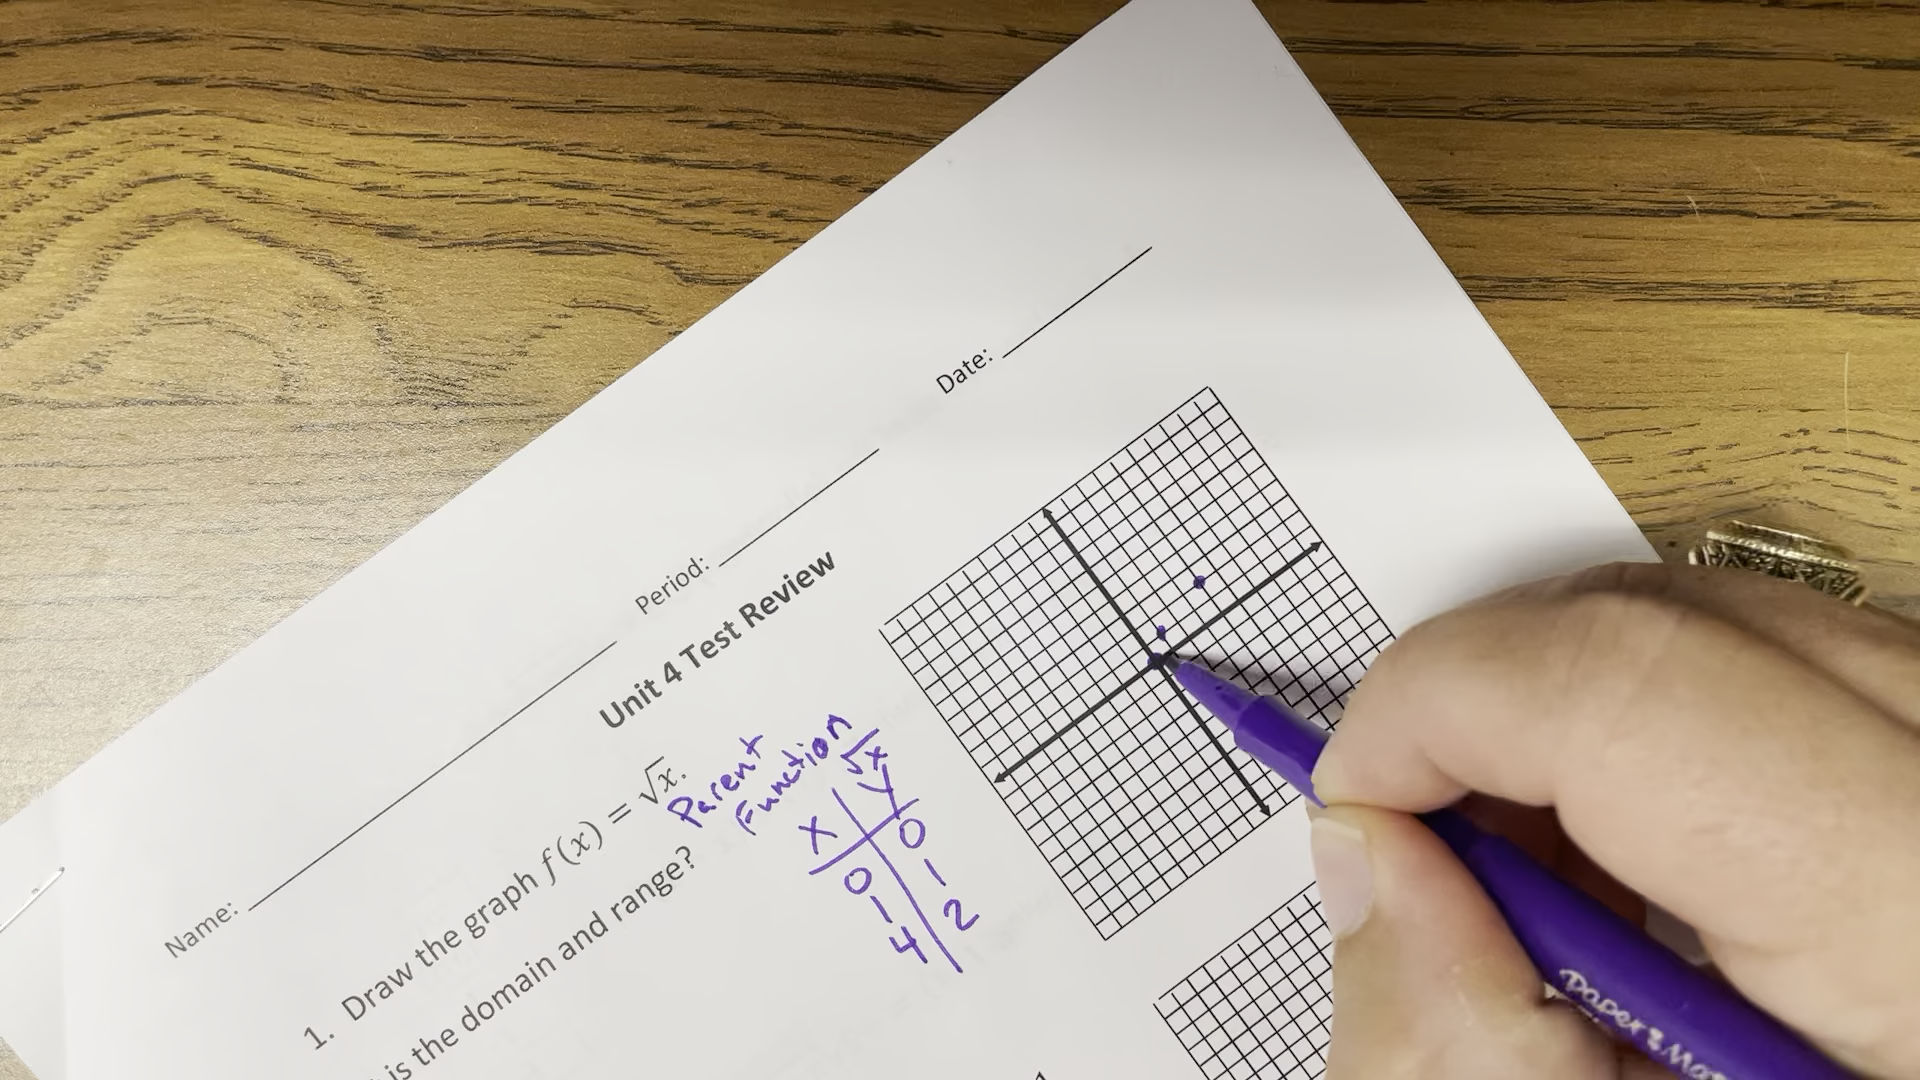 Name: Period: Date:
Unit 4 Test Review
1. Draw the graph f(x) = √x.
is the domain and range?
Parent
Function
√x
X Y
0 0
1 1
4 2
Paper Mate